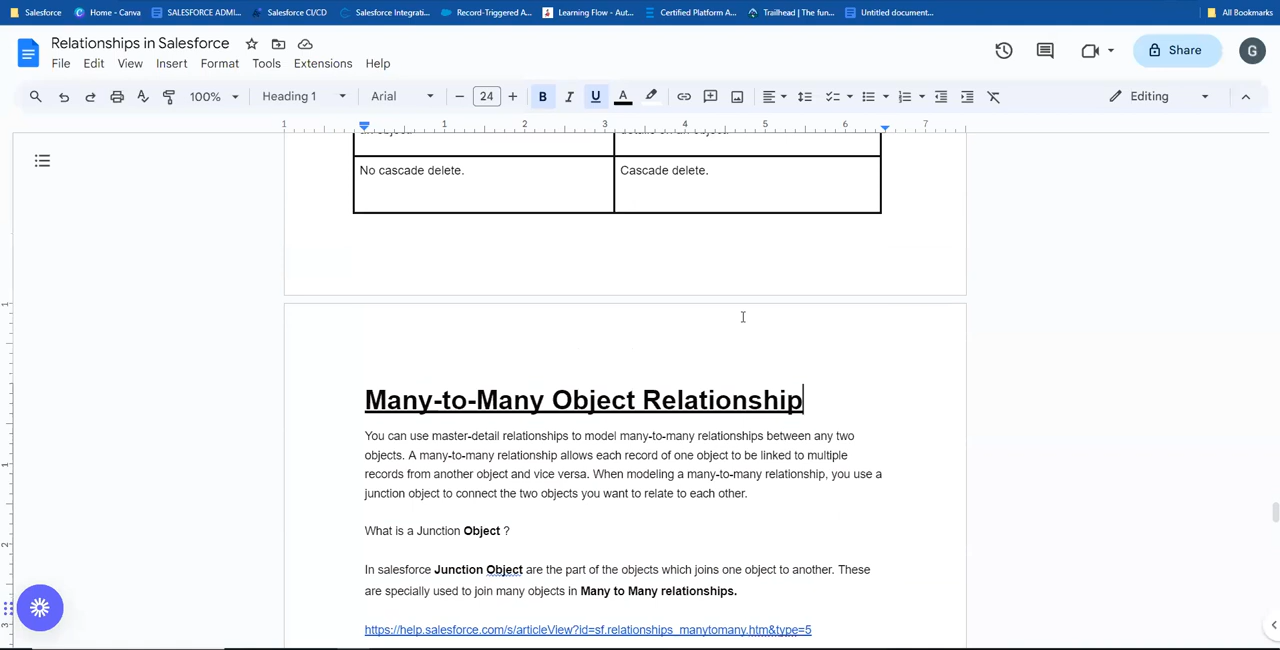 Salesforce Home - Canva SALESFORCE ADMI... Salesforce CI/CD Salesforce Integrati... Record-Triggered A... Learning Flow - Aut... Certified Platform A... Trailhead | The fun... Untitled document... All Bookmarks
Relationships in Salesforce
File Edit View Insert Format Tools Extensions Help
Share G
100% Heading 1 Arial 24 B I U A Editing
1 1 2 3 4 5 6 7
No cascade delete. Cascade delete.
Many-to-Many Object Relationship
You can use master-detail relationships to model many-to-many relationships between any two
objects. A many-to-many relationship allows each record of one object to be linked to multiple
records from another object and vice versa. When modeling a many-to-many relationship, you use a
junction object to connect the two objects you want to relate to each other.
What is a Junction Object ?
In salesforce Junction Object are the part of the objects which joins one object to another. These
are specially used to join many objects in Many to Many relationships.
https://help.salesforce.com/s/articleView?id=sf.relationships_manytomany.htm&type=5